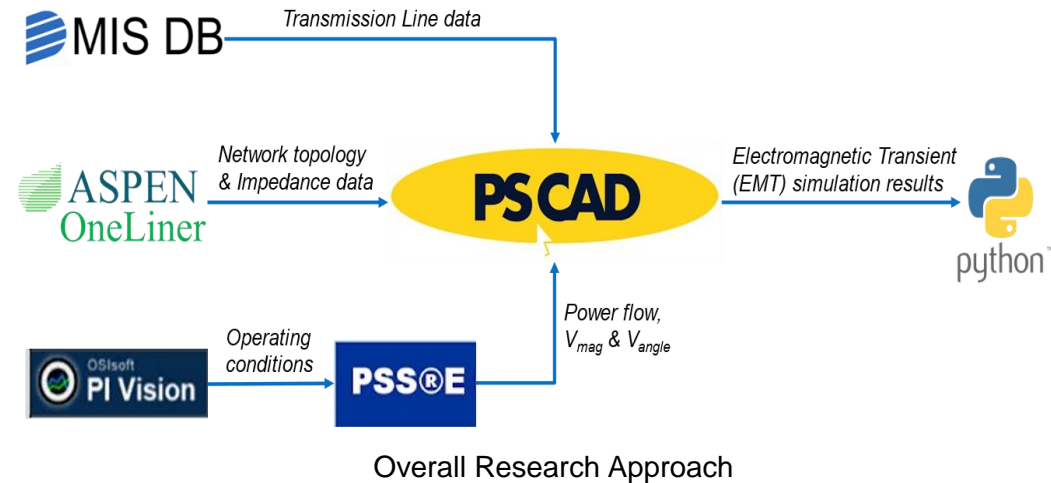 MIS DB
Transmission Line data
ASPEN
OneLiner
Network topology
& Impedance data
PSCAD
Electromagnetic Transient
(EMT) simulation results
python™
OSIsoft
PI Vision
Operating
conditions
PSS®E
Power flow,
Vmag & Vangle
Overall Research Approach